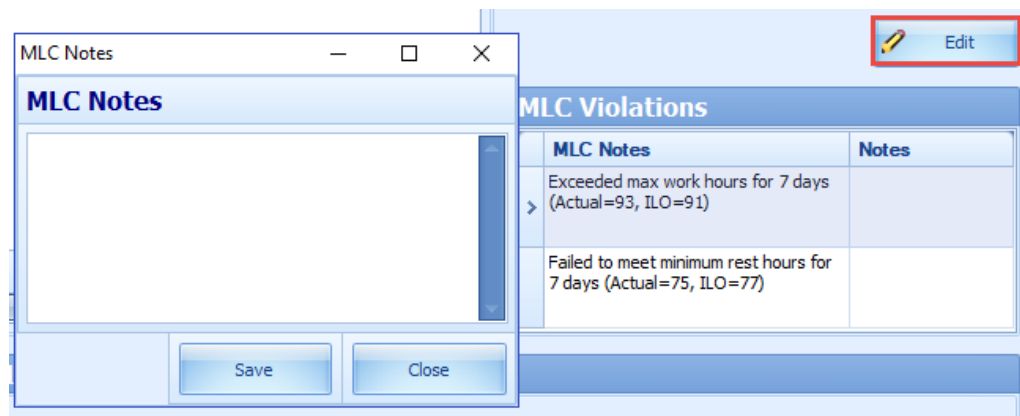 MLC Notes
MLC Notes
Save
Close
Edit
MLC Violations
MLC Notes Notes
Exceeded max work hours for 7 days
(Actual=93, ILO=91)
Failed to meet minimum rest hours for
7 days (Actual=75, ILO=77)